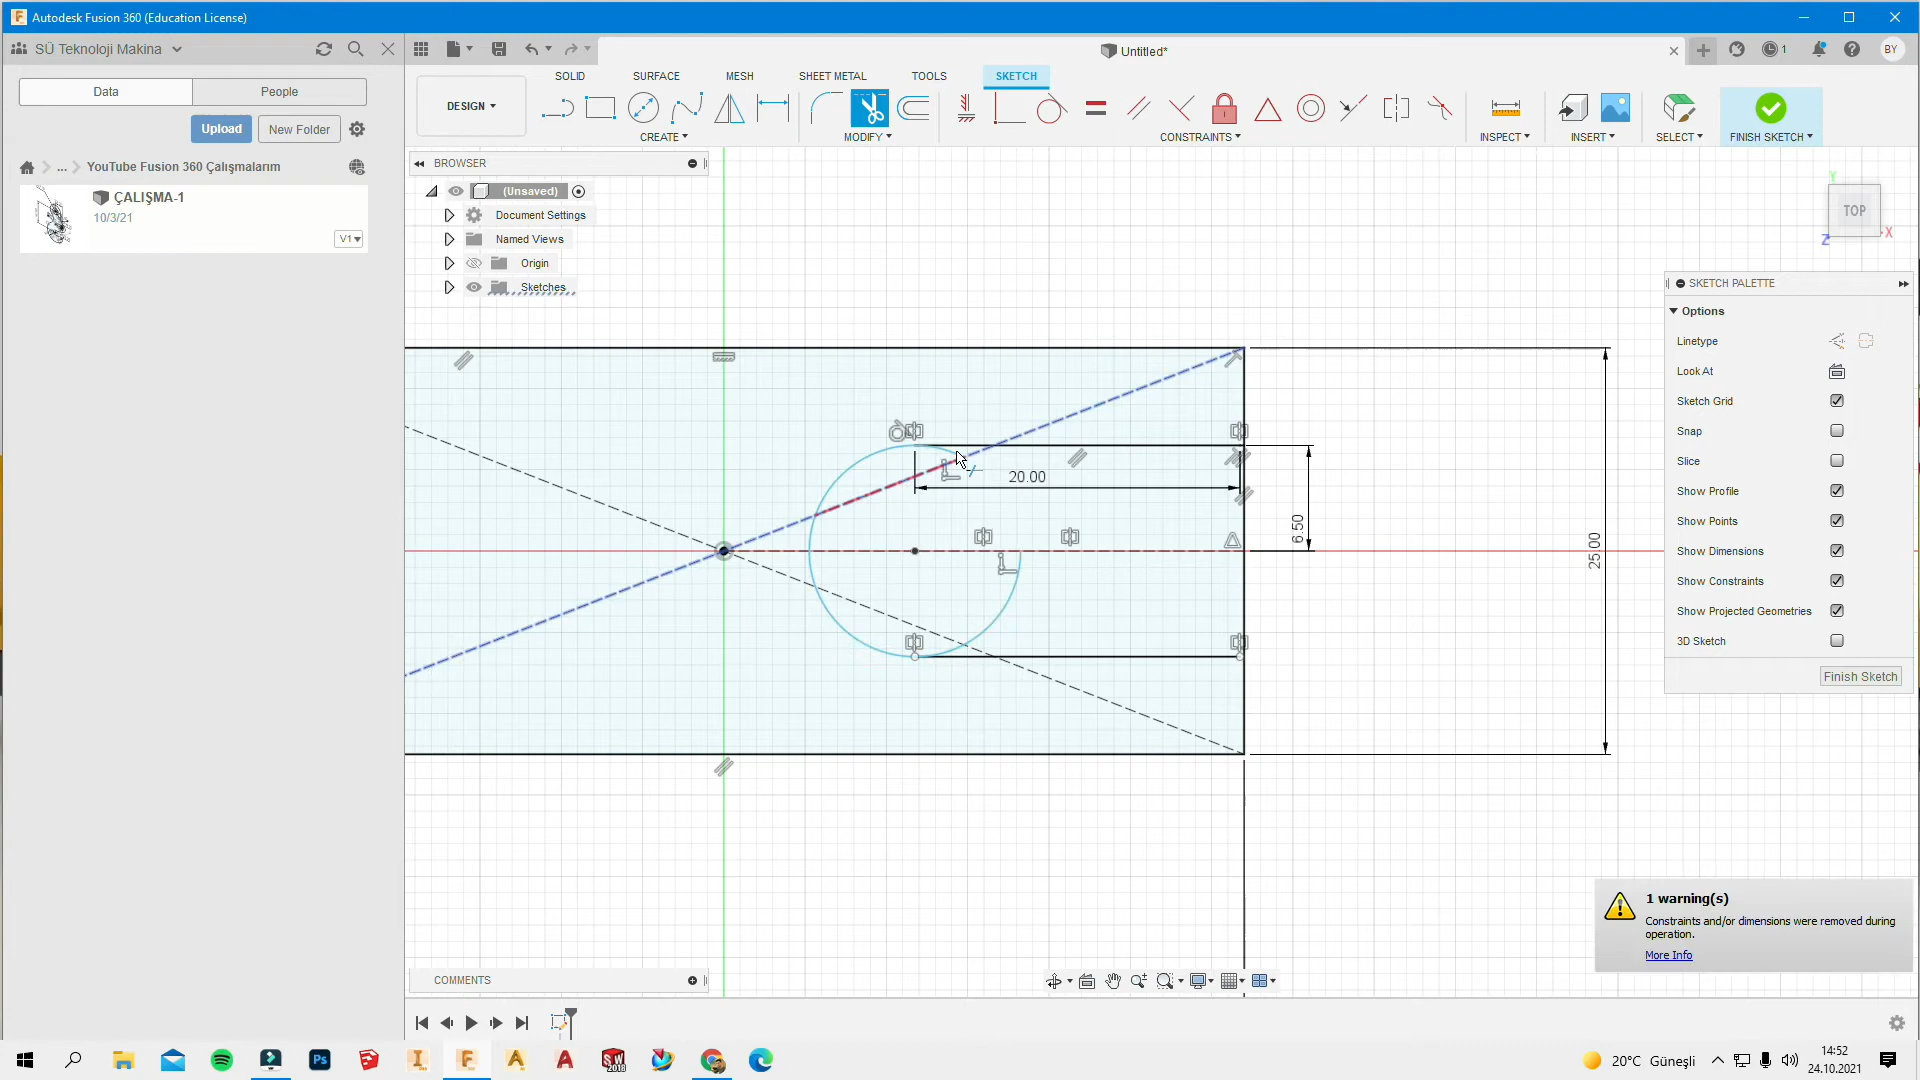 Autodesk Fusion 360 (Education License)
SÜ Teknoloji Makina
Untitled*
1
BY
Data
People
Upload
New Folder
... YouTube Fusion 360 Çalışmalarım
ÇALIŞMA-1
10/3/21
V1
DESIGN
SOLID
SURFACE
MESH
SHEET METAL
TOOLS
SKETCH
CREATE
MODIFY
CONSTRAINTS
INSPECT
INSERT
SELECT
FINISH SKETCH
BROWSER
(Unsaved)
Document Settings
Named Views
Origin
Sketches
Y
TOP
X
Z
20.00
6.50
25.00
SKETCH PALETTE
Options
Linetype
Look At
Sketch Grid
Snap
Slice
Show Profile
Show Points
Show Dimensions
Show Constraints
Show Projected Geometries
3D Sketch
Finish Sketch
1 warning(s)
Constraints and/or dimensions were removed during
operation.
More Info
COMMENTS
Ps
I
F
A
A
SW
2018
20°C Güneşli
14:52
24.10.2021